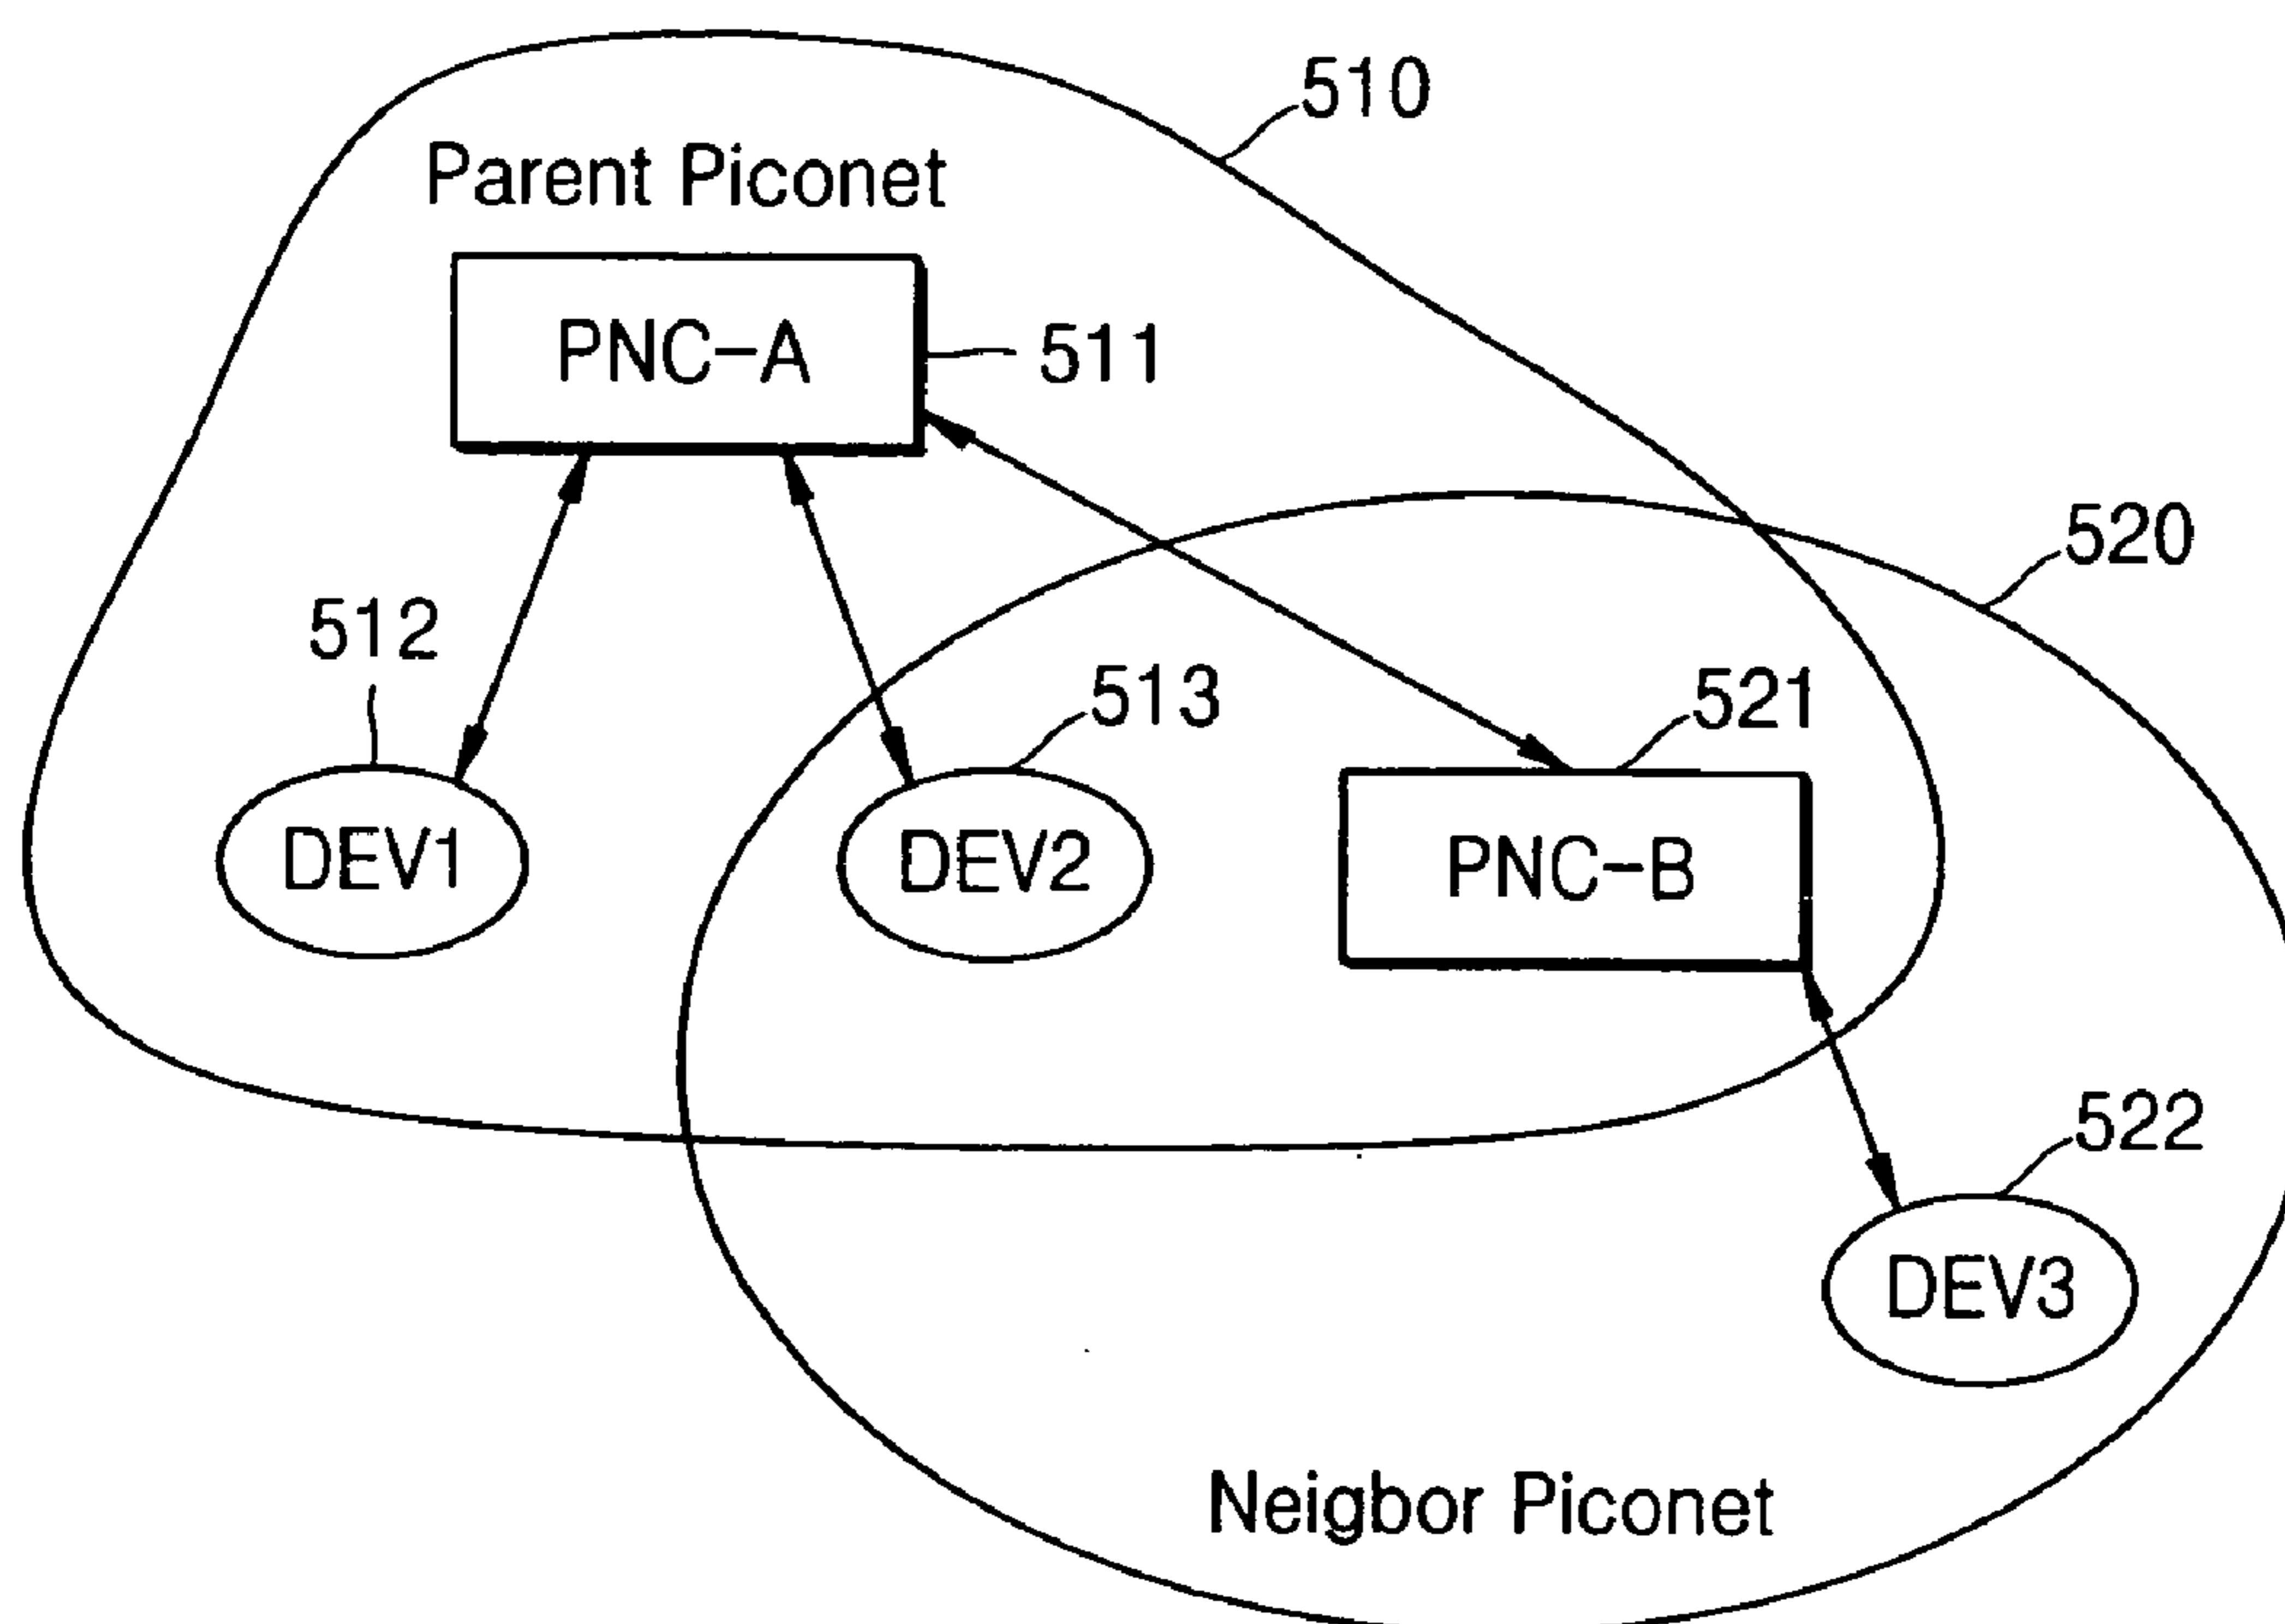 510
Parent Piconet
PNC-A
511
520
512
513
521
DEV1
DEV2
PNC-B
522
DEV3
Neigbor Piconet